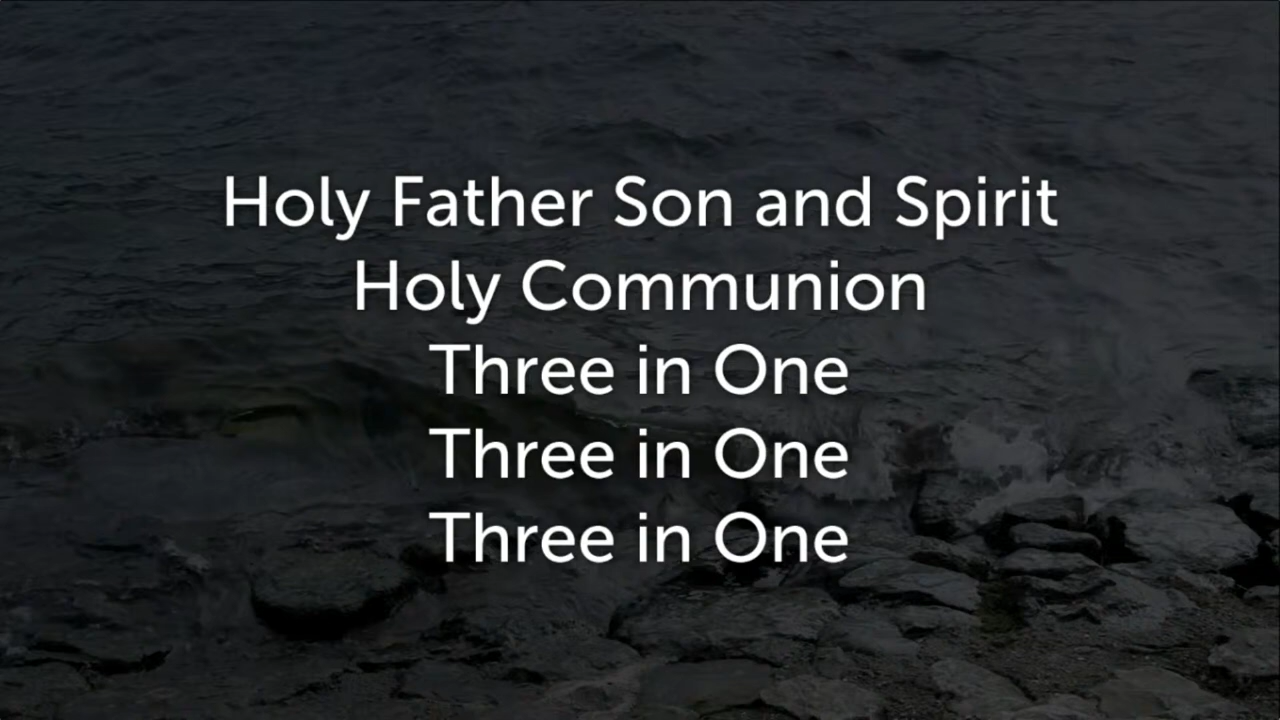 Holy Father Son and Spirit
Holy Communion
Three in One
Three in One
Three in One